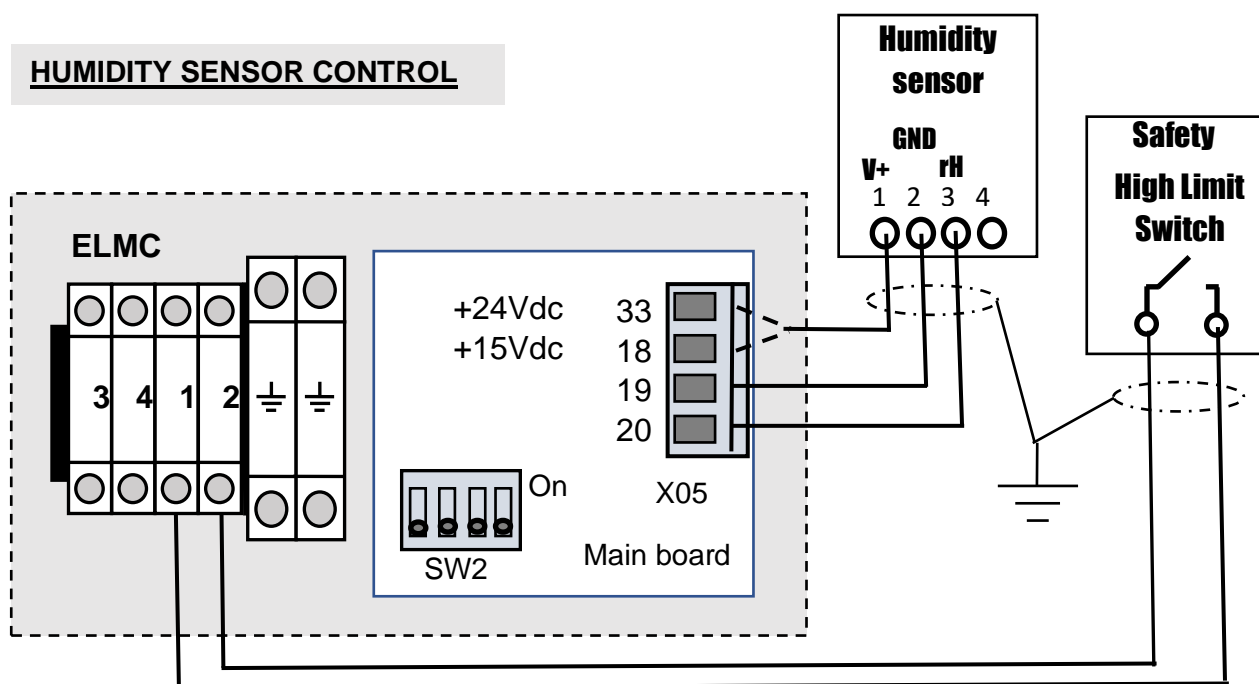 HUMIDITY SENSOR CONTROL
Humidity
sensor
GND
V+ rH
1 2 3 4
Safety
High Limit
Switch
ELMC
3 4 1 2
+24Vdc 33
+15Vdc 18
19
20
On
X05
SW2
Main board